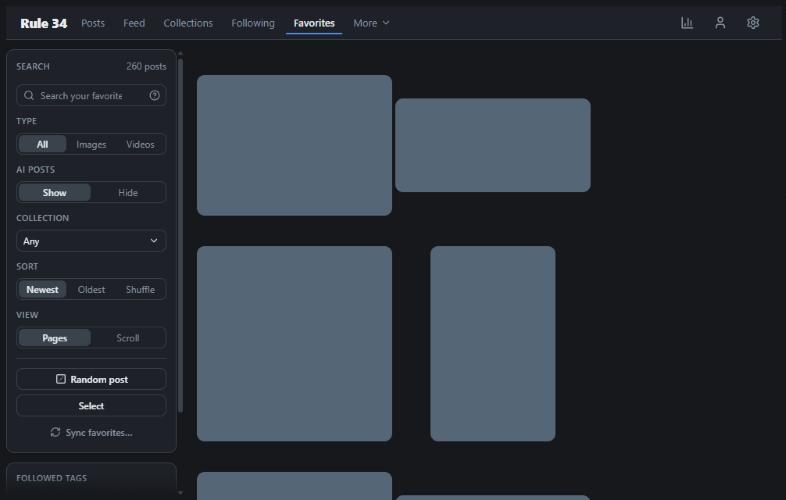 Rule 34 Posts Feed Collections Following Favorites More
SEARCH 260 posts
Search your favorite
TYPE
All Images Videos
AI POSTS
Show Hide
COLLECTION
Any
SORT
Newest Oldest Shuffle
VIEW
Pages Scroll
Random post
Select
Sync favorites...
FOLLOWED TAGS